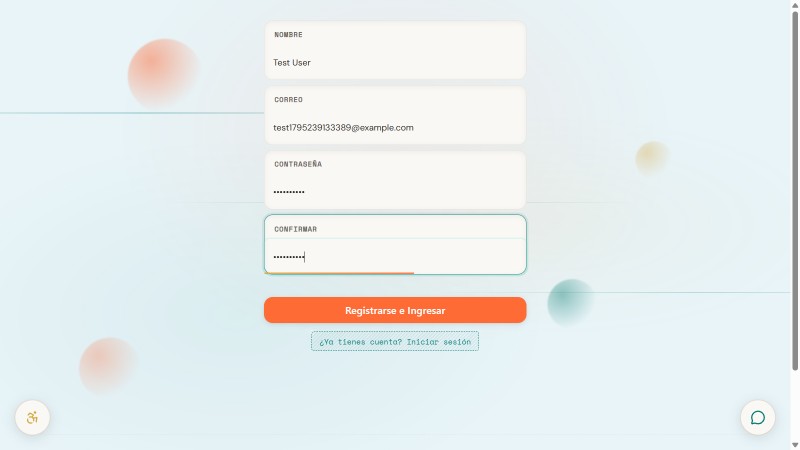 NOMBRE
Test User
CORREO
test1795239133389@example.com
CONTRASEÑA
••••••••••
CONFIRMAR
••••••••••
Registrarse e Ingresar
¿Ya tienes cuenta? Iniciar sesión